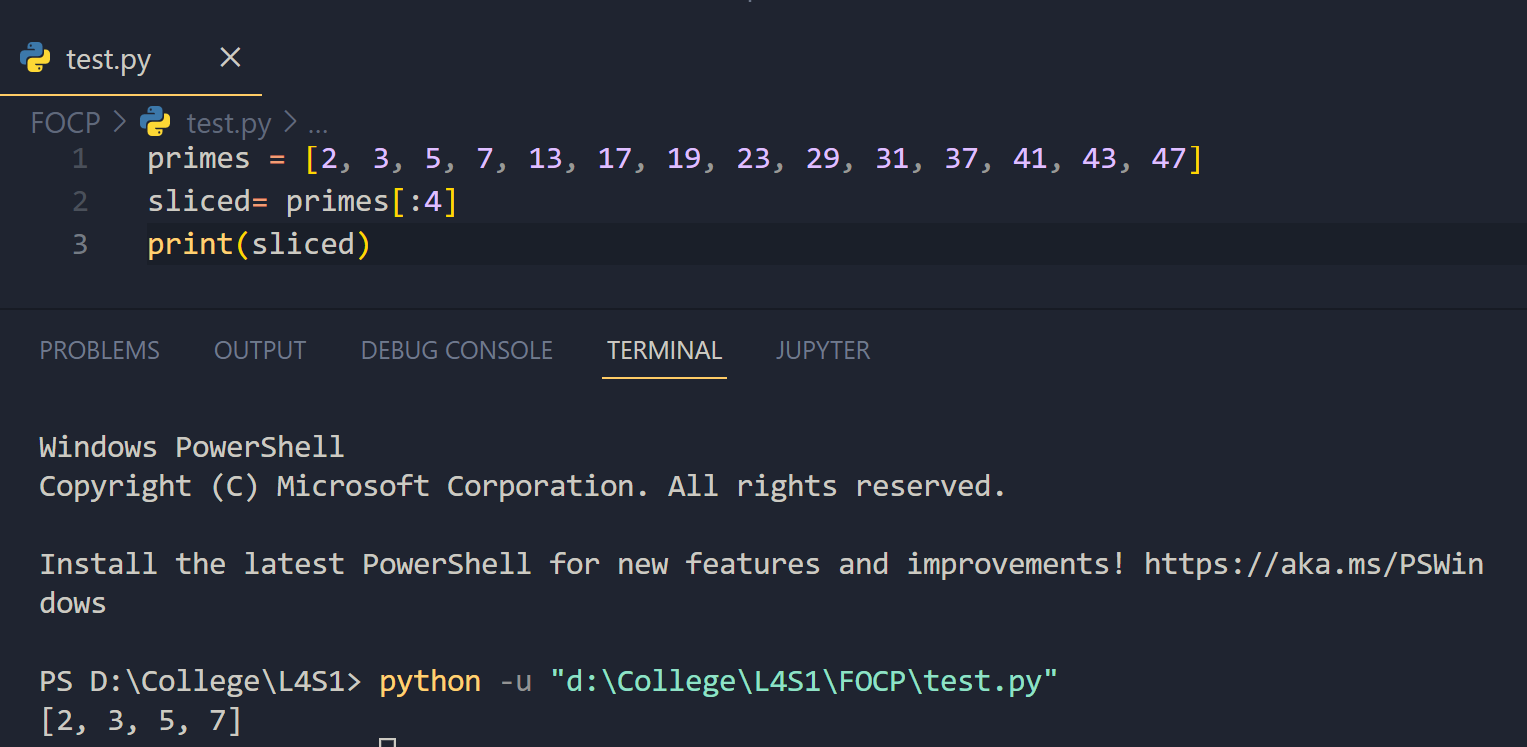 test.py
FOCP > test.py > ...
1 primes = [2, 3, 5, 7, 13, 17, 19, 23, 29, 31, 37, 41, 43, 47]
2 sliced= primes[:4]
3 print(sliced)
PROBLEMS OUTPUT DEBUG CONSOLE TERMINAL JUPYTER
Windows PowerShell
Copyright (C) Microsoft Corporation. All rights reserved.
Install the latest PowerShell for new features and improvements! https://aka.ms/PSWin
dows
PS D:\College\L4S1> python -u "d:\College\L4S1\FOCP\test.py"
[2, 3, 5, 7]